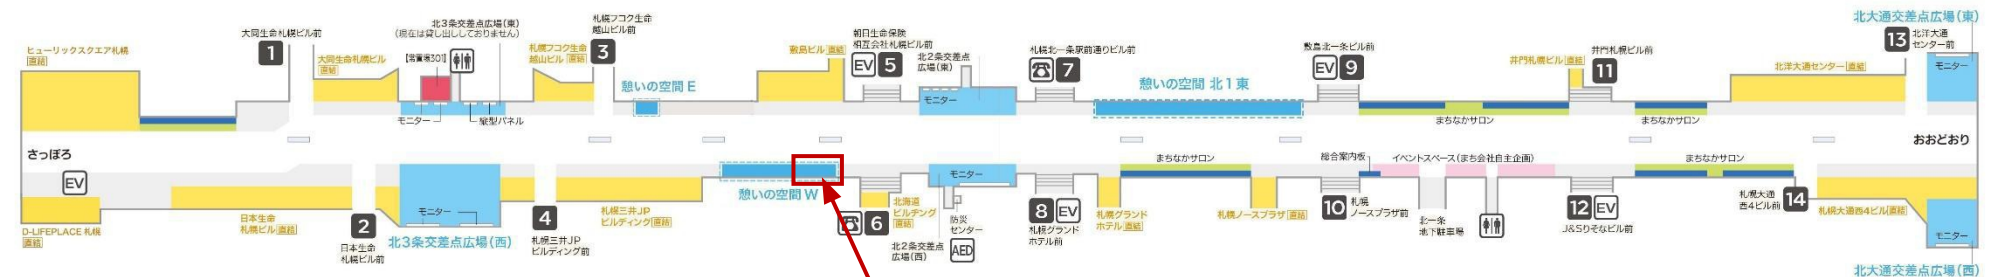 北大通交差点広場(東)
ヒューリックスクエア札幌
直結
大同生命札幌ビル前
1
大同生命札幌ビル
直結
北3条交差点広場(東)
(現在は貸し出ししておりません)
【常置場301】
モニター
縦型パネル
札幌フコク生命
越山ビル 直結
札幌フコク生命
越山ビル前
3
憩いの空間 E
敷島ビル 直結
朝日生命保険
相互会社札幌ビル前
EV 5
北2条交差点
広場(東)
モニター
札幌北一条駅前通りビル前
7
憩いの空間 北1東
敷島北一条ビル前
EV 9
まちなかサロン
井門札幌ビル 直結
井門札幌ビル前
11
まちなかサロン
北洋大通センター 直結
13
北洋大通
センター前
モニター
さっぽろ
おおどおり
EV
D-LIFEPLACE 札幌
直結
日本生命
札幌ビル 直結
2
日本生命
札幌ビル前
モニター
北3条交差点広場(西)
4
札幌三井JP
ビルディング前
札幌三井JP
ビルディング 直結
憩いの空間 W
6
北海道
ビルヂング
直結
モニター
北2条交差点
広場(西)
防災
センター
AED
8 EV
札幌グランド
ホテル前
まちなかサロン
札幌グランド
ホテル 直結
札幌ノースプラザ 直結
総合案内板
10
札幌
ノースプラザ前
イベントスペース(まち会社自主企画)
北一条
地下駐車場
12 EV
J&Sりそなビル前
まちなかサロン
札幌大通
西4ビル前
14
札幌大通西4ビル 直結
モニター
北大通交差点広場(西)